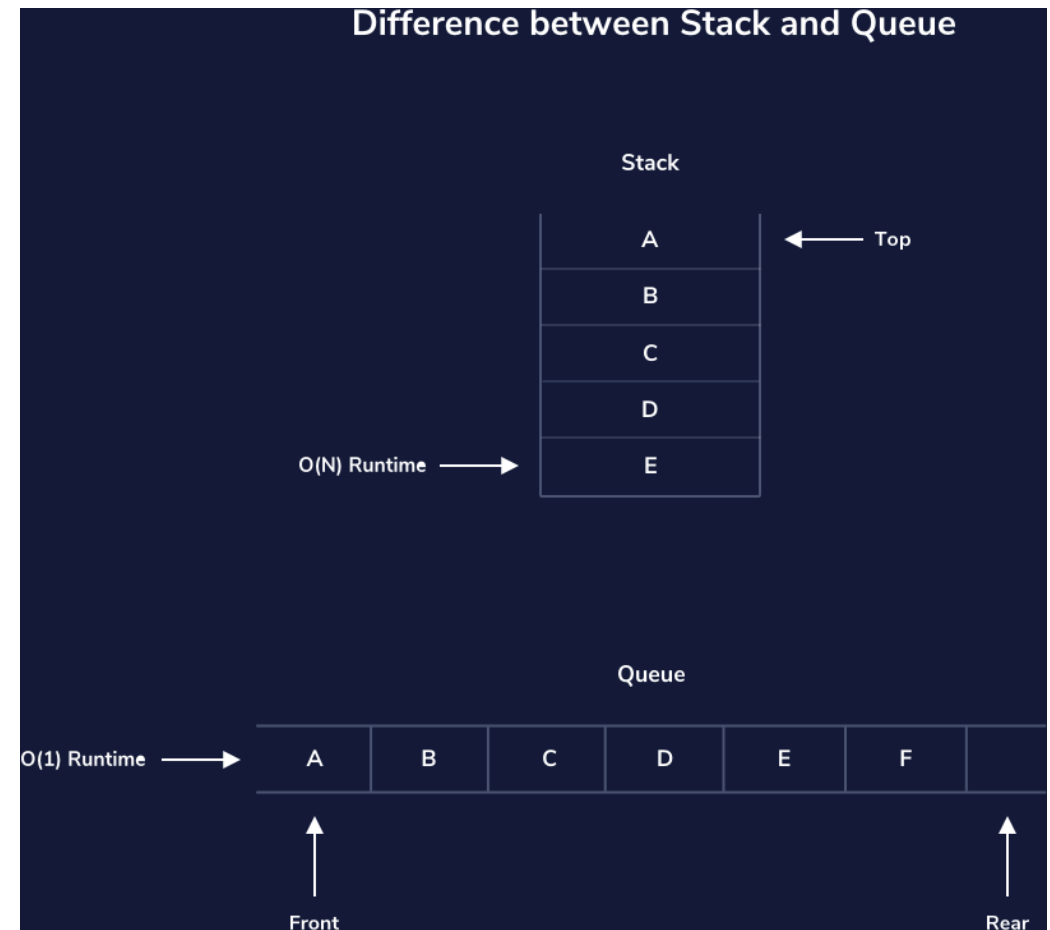 Difference between Stack and Queue
Stack
A
Top
B
C
D
O(N) Runtime
E
Queue
O(1) Runtime
A
B
C
D
E
F
Front
Rear